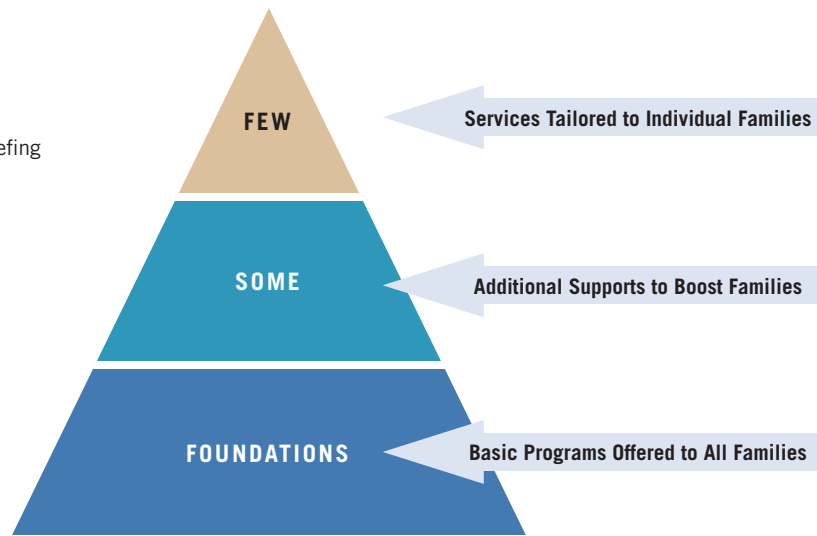 FEW
Services Tailored to Individual Families
SOME
Additional Supports to Boost Families
FOUNDATIONS
Basic Programs Offered to All Families